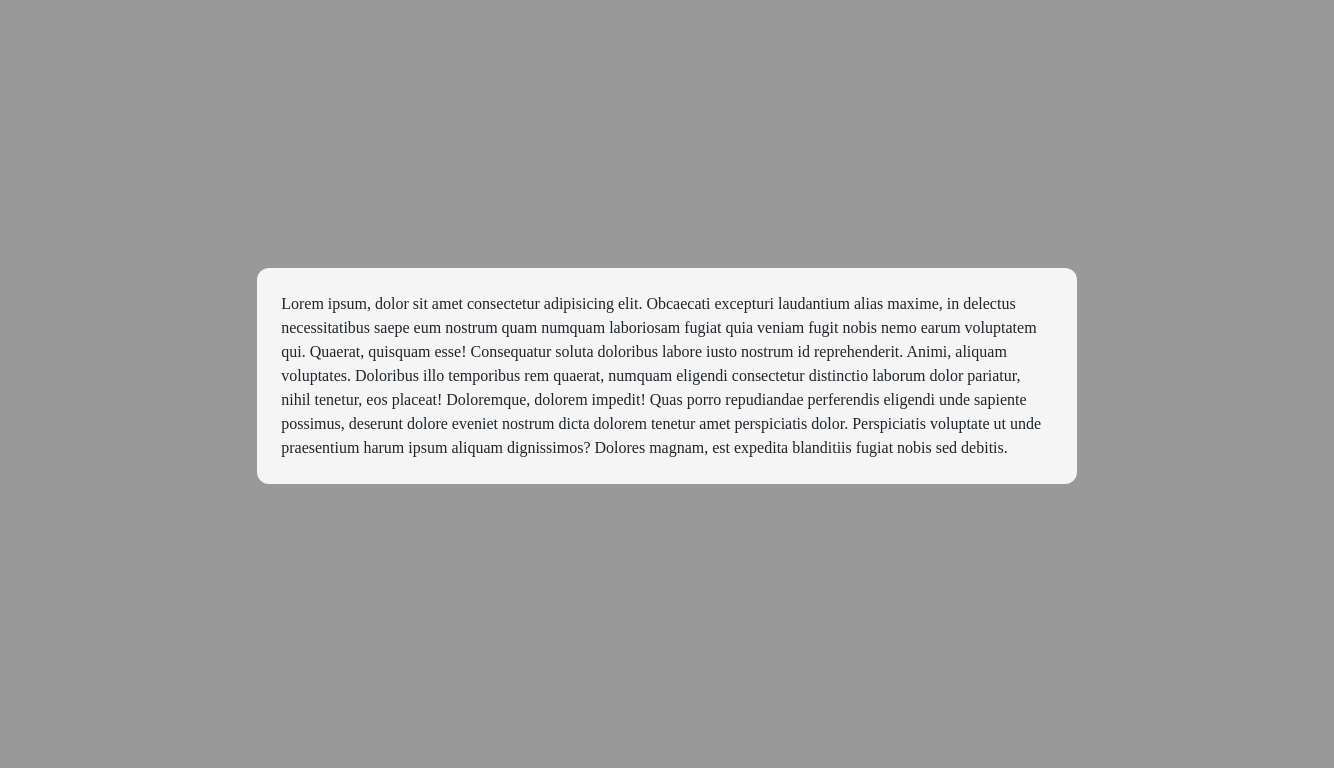 Lorem ipsum, dolor sit amet consectetur adipisicing elit. Obcaecati excepturi laudantium alias maxime, in delectus
necessitatibus saepe eum nostrum quam numquam laboriosam fugiat quia veniam fugit nobis nemo earum voluptatem
qui. Quaerat, quisquam esse! Consequatur soluta doloribus labore iusto nostrum id reprehenderit. Animi, aliquam
voluptates. Doloribus illo temporibus rem quaerat, numquam eligendi consectetur distinctio laborum dolor pariatur,
nihil tenetur, eos placeat! Doloremque, dolorem impedit! Quas porro repudiandae perferendis eligendi unde sapiente
possimus, deserunt dolore eveniet nostrum dicta dolorem tenetur amet perspiciatis dolor. Perspiciatis voluptate ut unde
praesentium harum ipsum aliquam dignissimos? Dolores magnam, est expedita blanditiis fugiat nobis sed debitis.